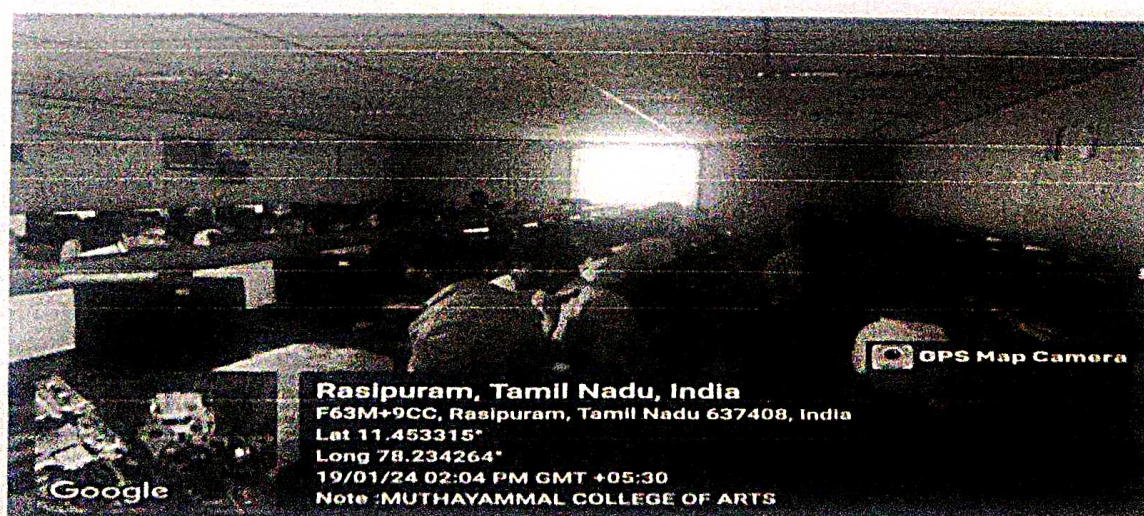 GPS Map Camera
Rasipuram, Tamil Nadu, India
F63M+9CC, Rasipuram, Tamil Nadu 637408, India
Lat 11.453315°
Long 78.234264°
19/01/24 02:04 PM GMT +05:30
Note :MUTHAYAMMAL COLLEGE OF ARTS
Google